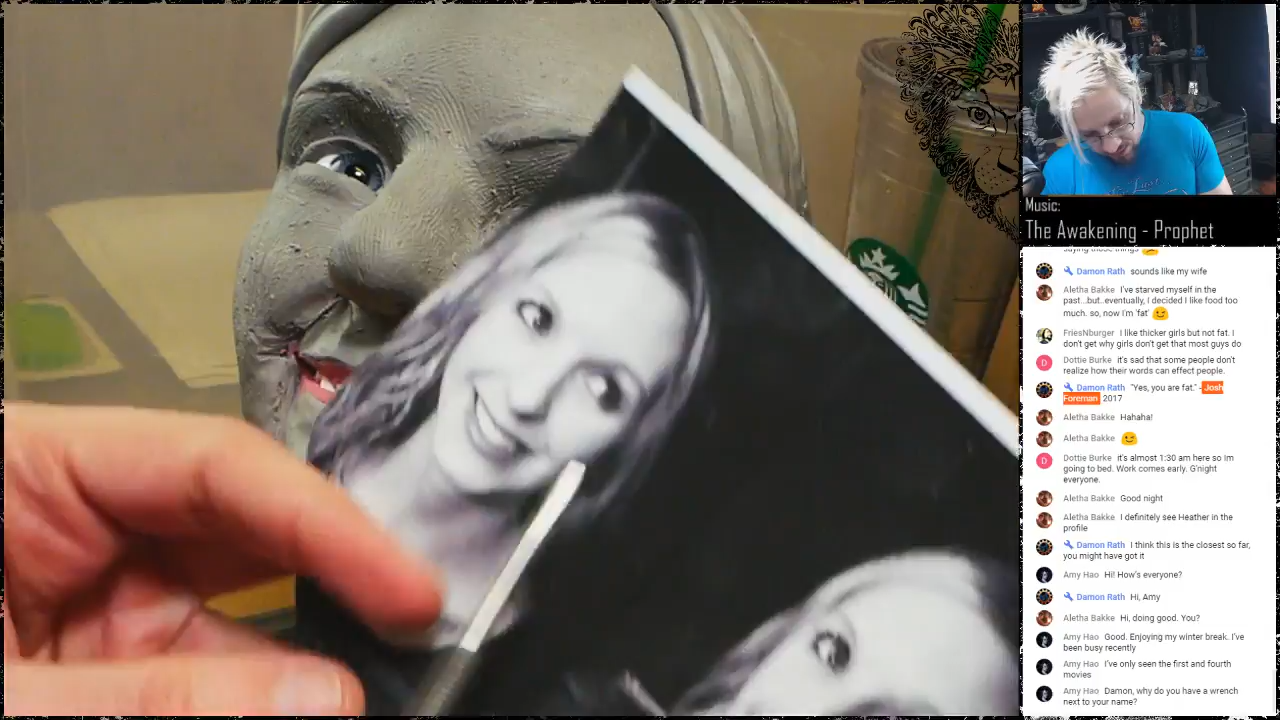 Music:
The Awakening - Prophet
saying those things
Damon Rath sounds like my wife
Aletha Bakke I've starved myself in the
past...but..eventually, I decided I like food too
much. so, now I'm 'fat'
FriesNburger I like thicker girls but not fat. I
don't get why girls don't get that most guys do
Dottie Burke it's sad that some people don't
realize how their words can effect people.
Damon Rath "Yes, you are fat." - Josh
Foreman 2017
Aletha Bakke Hahaha!
Aletha Bakke
Dottie Burke it's almost 1:30 am here so Im
going to bed. Work comes early. G'night
everyone.
Aletha Bakke Good night
Aletha Bakke I definitely see Heather in the
profile
Damon Rath I think this is the closest so far,
you might have got it
Amy Hao Hi! How's everyone?
Damon Rath Hi, Amy
Aletha Bakke Hi, doing good. You?
Amy Hao Good. Enjoying my winter break. I've
been busy recently
Amy Hao I've only seen the first and fourth
movies
Amy Hao Damon, why do you have a wrench
next to your name?
D
D